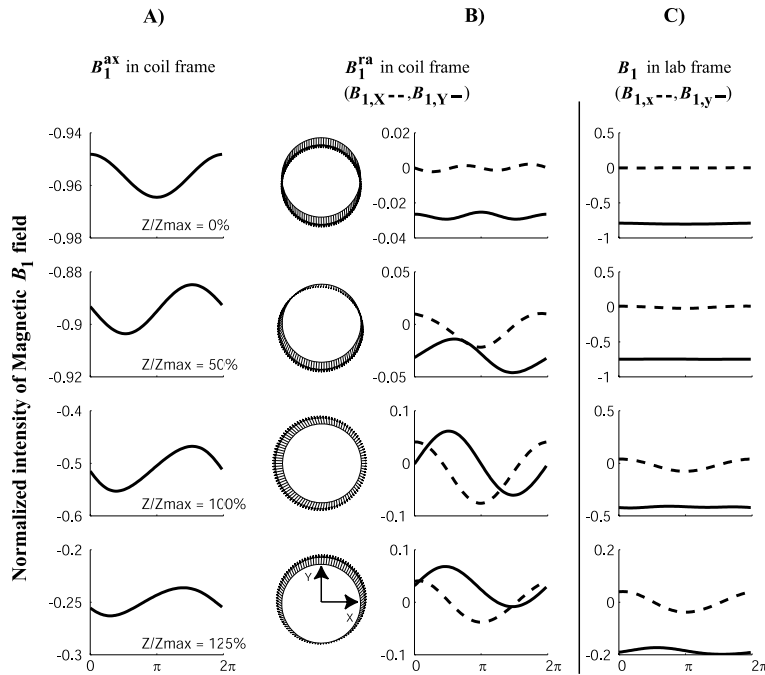 A)
B)
C)
B₁ᵃˣ in coil frame
B₁ʳᵃ in coil frame
(B₁,X --, B₁,Y –)
B₁ in lab frame
(B₁,x --, B₁,y –)
Normalized intensity of Magnetic B₁ field
-0.94
-0.96
-0.98
Z/Zmax = 0%
0.02
0
-0.02
-0.04
0.5
0
-0.5
-1
-0.88
-0.9
-0.92
Z/Zmax = 50%
0.05
0
-0.05
0.5
0
-0.5
-1
-0.4
-0.5
-0.6
Z/Zmax = 100%
0.1
0
-0.1
0.5
0
-0.5
-0.2
-0.25
-0.3
Z/Zmax = 125%
Y
X
0.1
0
-0.1
0.2
0
-0.2
0 π 2π
0 π 2π
0 π 2π